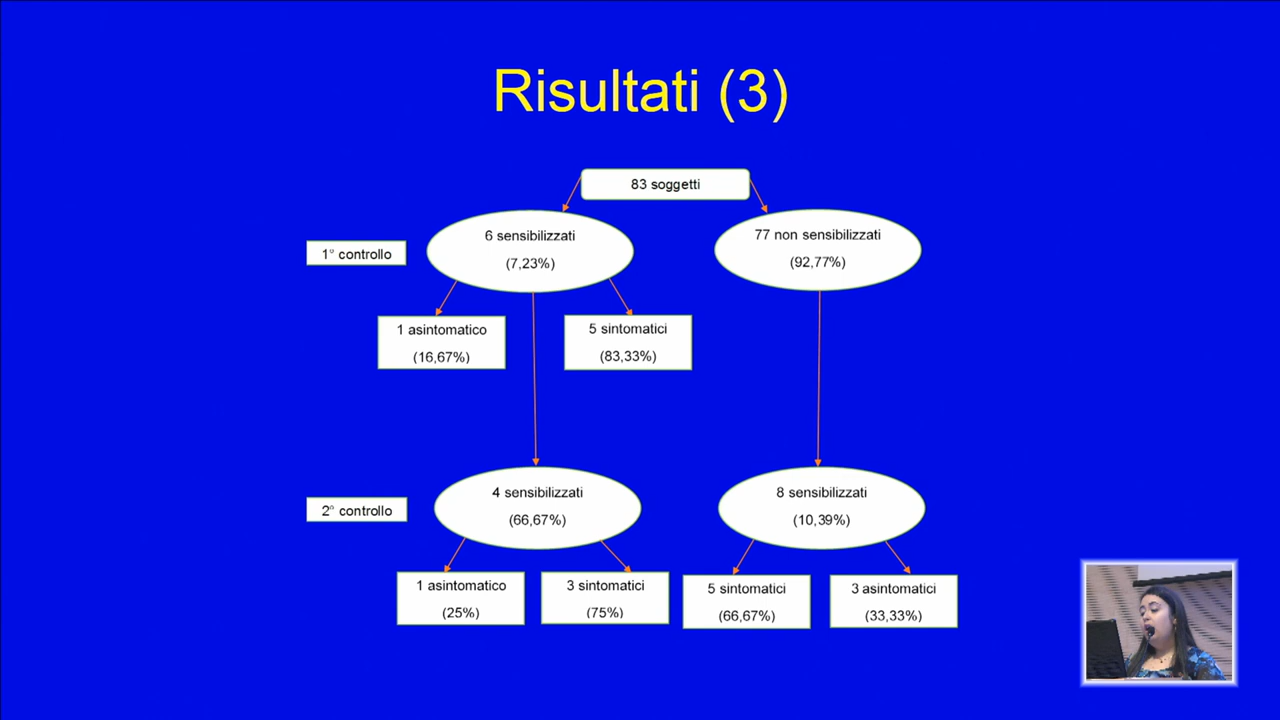 Risultati (3)
83 soggetti
6 sensibilizzati
(7,23%)
77 non sensibilizzati
(92,77%)
1° controllo
1 asintomatico
(16,67%)
5 sintomatici
(83,33%)
4 sensibilizzati
(66,67%)
8 sensibilizzati
(10,39%)
2° controllo
1 asintomatico
(25%)
3 sintomatici
(75%)
5 sintomatici
(66,67%)
3 asintomatici
(33,33%)